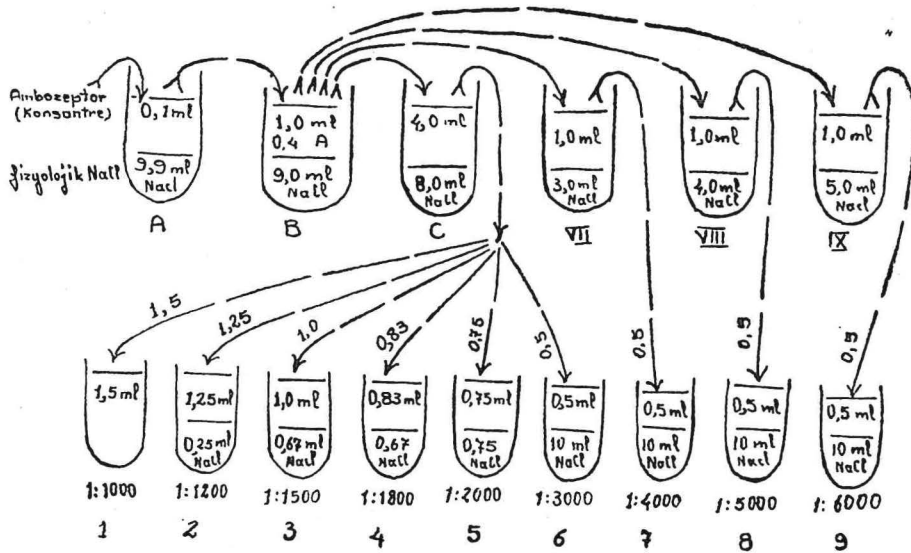 Ambozeptor
(Konsantre)
fizyolojik NaCl
0,1 ml
9,9 ml
NaCl
A
1,0 ml
0,4 A
9,0 ml
NaCl
B
4,0 ml
8,0 ml
NaCl
C
1,0 ml
3,0 ml
NaCl
VII
1,0 ml
4,0 ml
NaCl
VIII
1,0 ml
5,0 ml
NaCl
IX
1,5
1,25
1,0
0,83
0,75
0,5
0,5
0,5
0,5
1,5 ml
1:1000
1
1,25 ml
0,25 ml
NaCl
1:1200
2
1,0 ml
0,67 ml
NaCl
1:1500
3
0,83 ml
0,67
NaCl
1:1800
4
0,75 ml
0,75
NaCl
1:2000
5
0,5 ml
10 ml
NaCl
1:3000
6
0,5 ml
10 ml
NaCl
1:4000
7
0,5 ml
10 ml
NaCl
1:5000
8
0,5 ml
10 ml
NaCl
1:6000
9